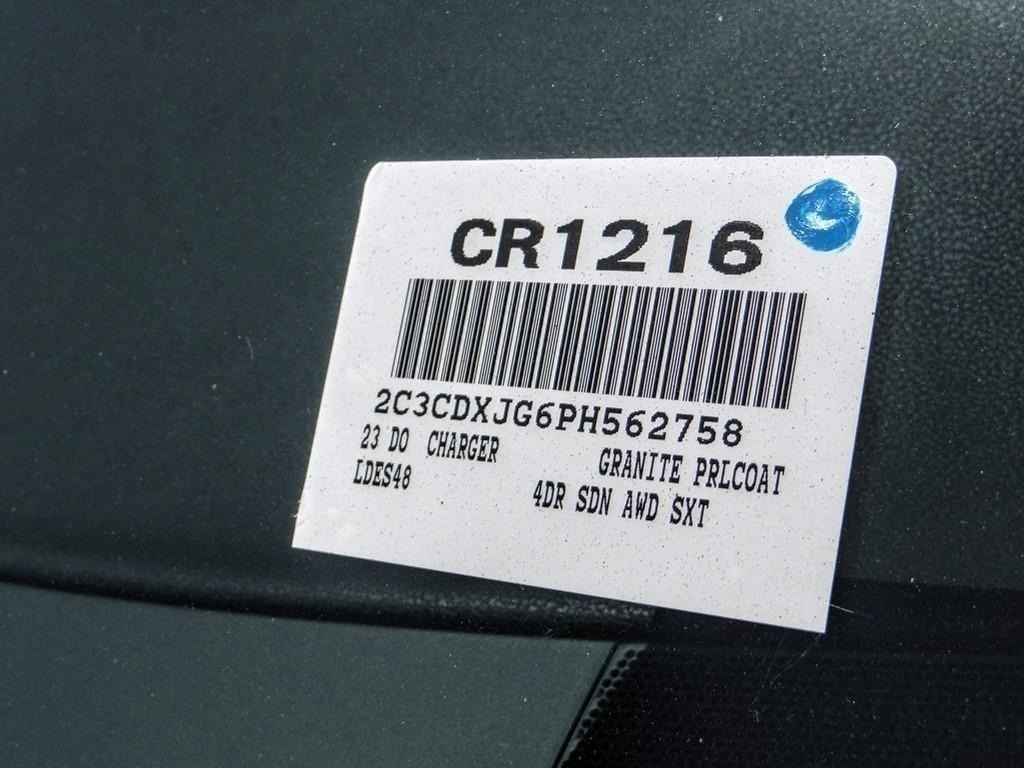 CR1216
2C3CDXJG6PH562758
23 DO CHARGER GRANITE PRLCOAT
LDES48 4DR SDN AWD SXT